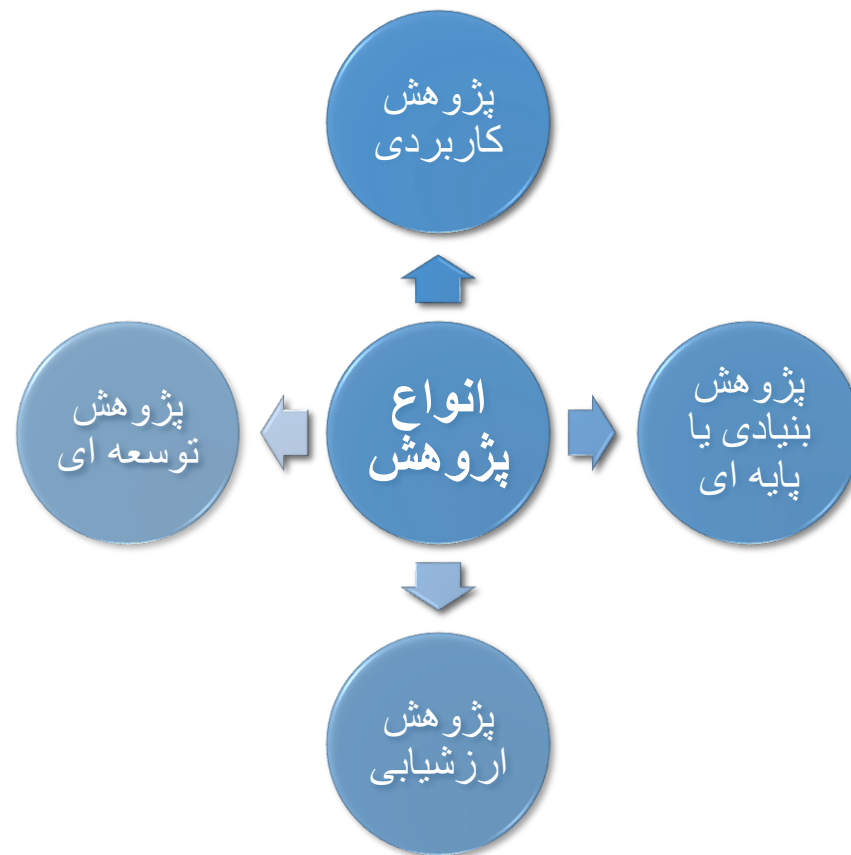 پژوهش
کاربردی
انواع
پژوهش
پژوهش
بنیادی یا
پایه ای
پژوهش
ارزشیابی
پژوهش
توسعه ای